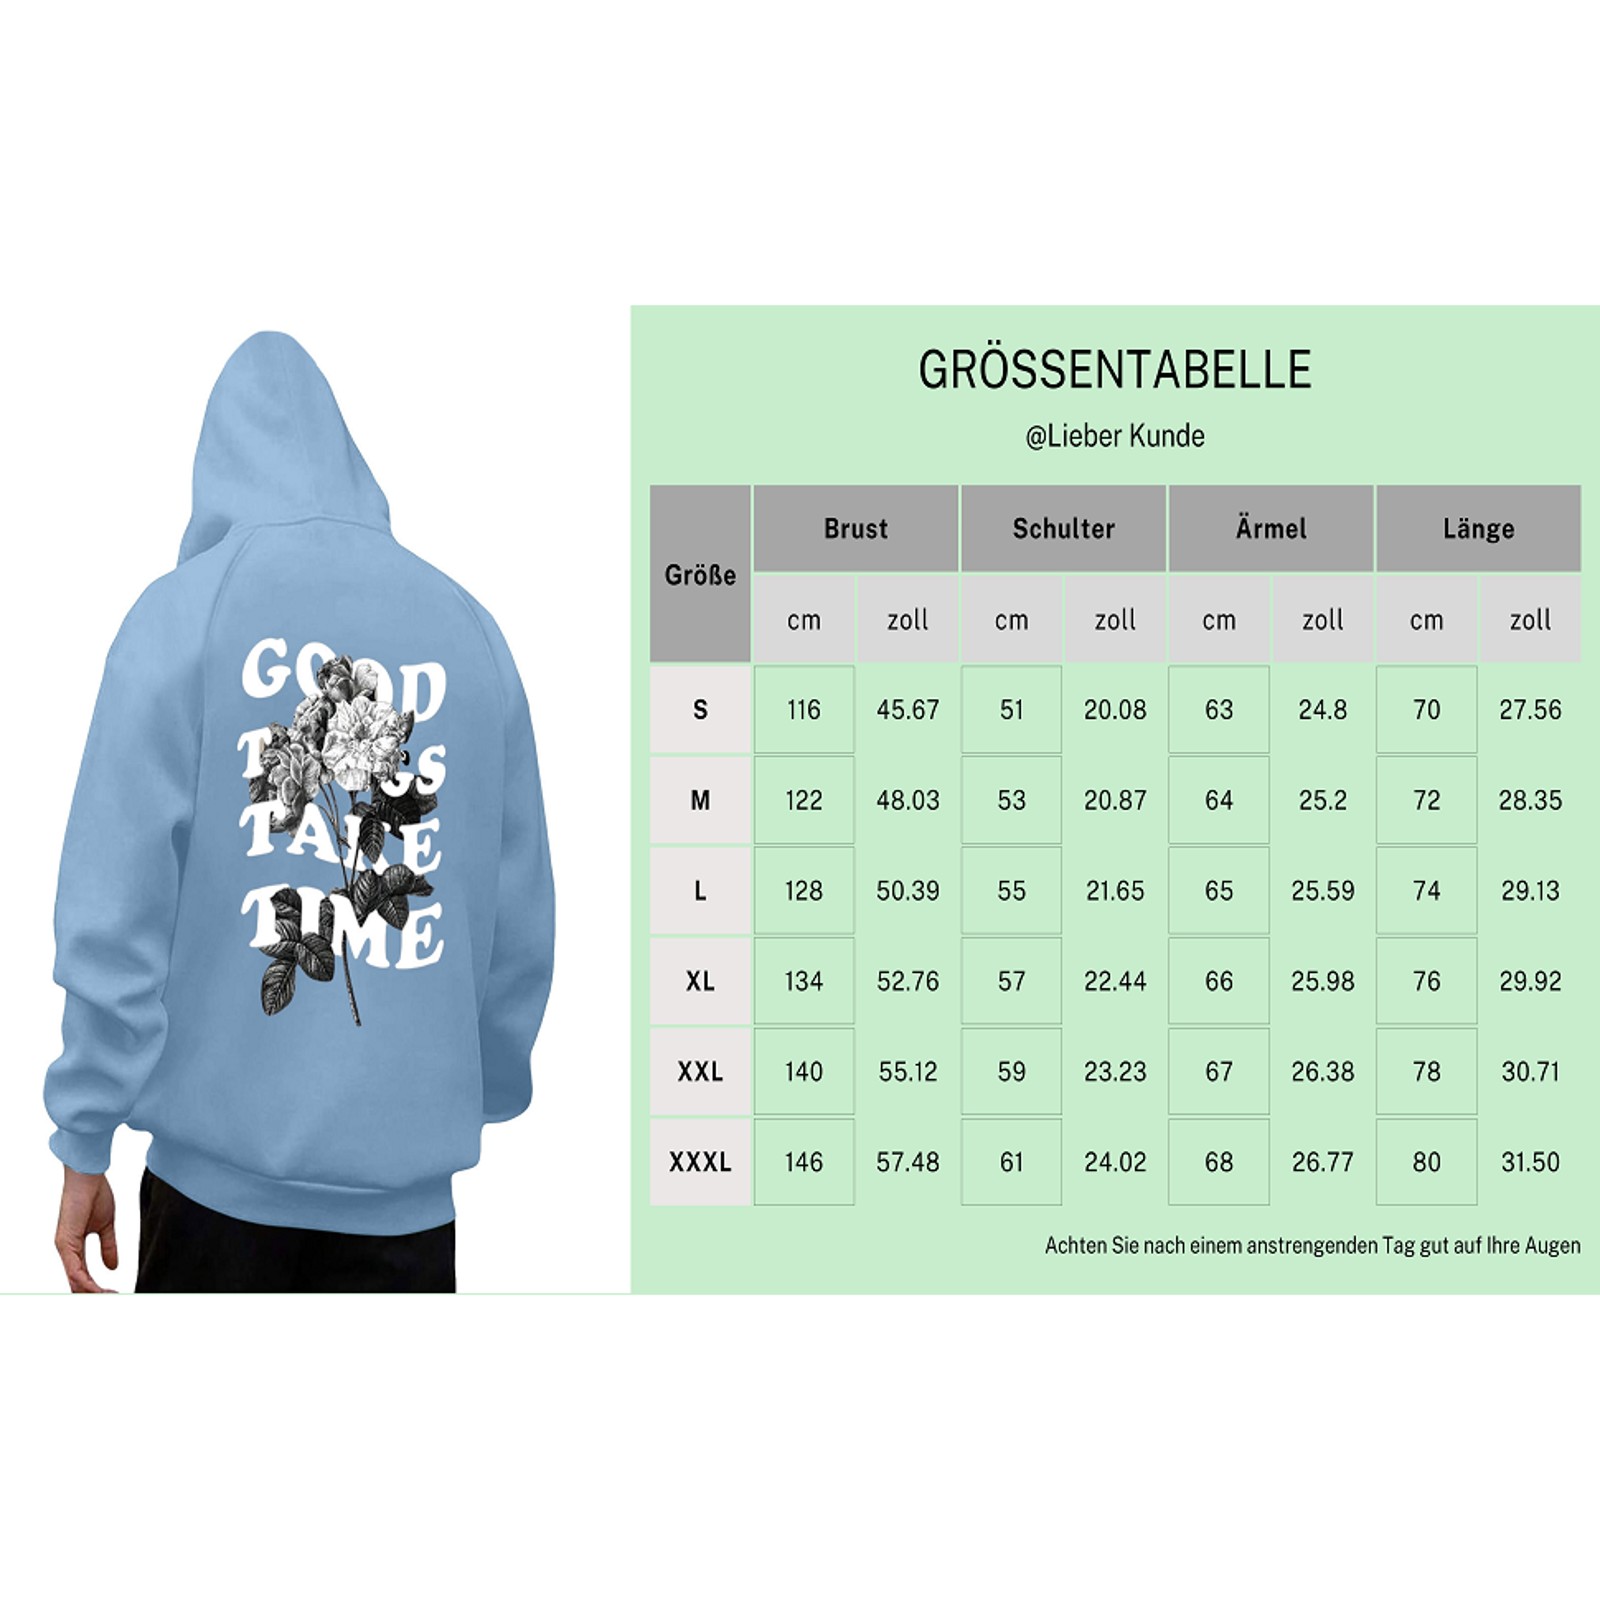 GOOD
THINGS
TAKE
TIME
GRÖSSENTABELLE
@Lieber Kunde
Größe Brust Schulter Ärmel Länge
cm zoll cm zoll cm zoll cm zoll
S 116 45.67 51 20.08 63 24.8 70 27.56
M 122 48.03 53 20.87 64 25.2 72 28.35
L 128 50.39 55 21.65 65 25.59 74 29.13
XL 134 52.76 57 22.44 66 25.98 76 29.92
XXL 140 55.12 59 23.23 67 26.38 78 30.71
XXXL 146 57.48 61 24.02 68 26.77 80 31.50
Achten Sie nach einem anstrengenden Tag gut auf Ihre Augen